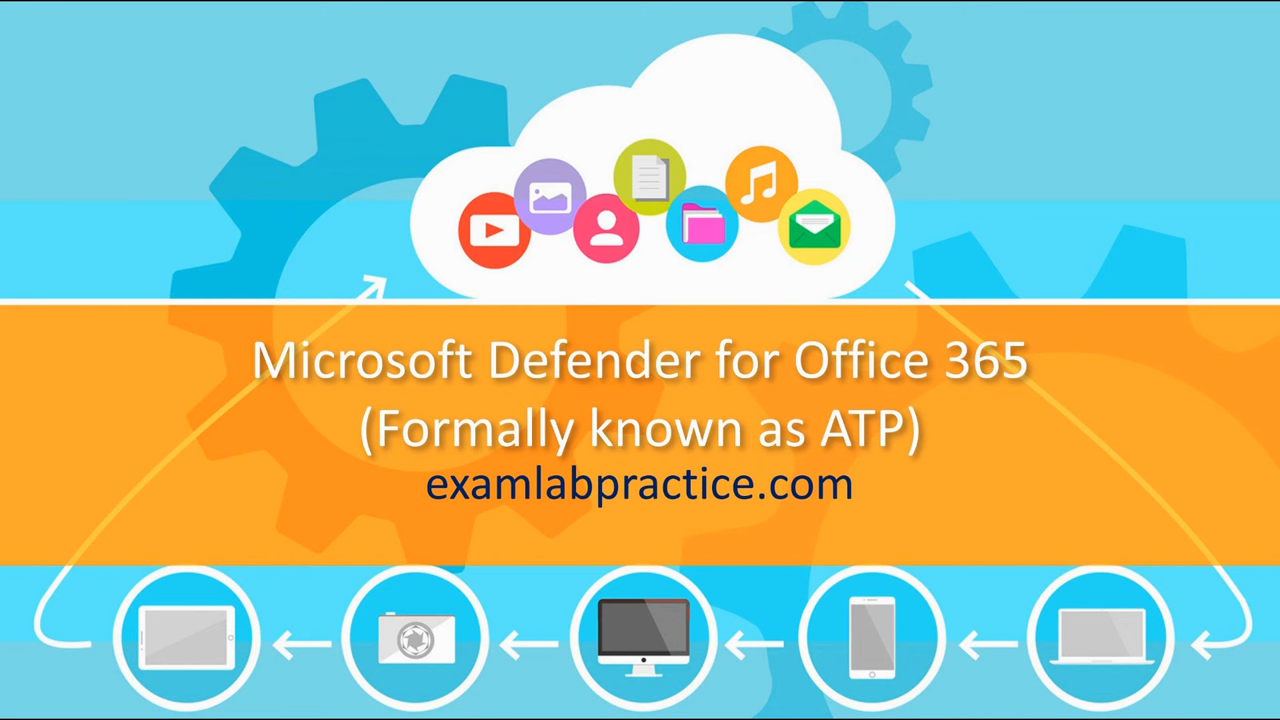 Microsoft Defender for Office 365
(Formally known as ATP)
examlabpractice.com